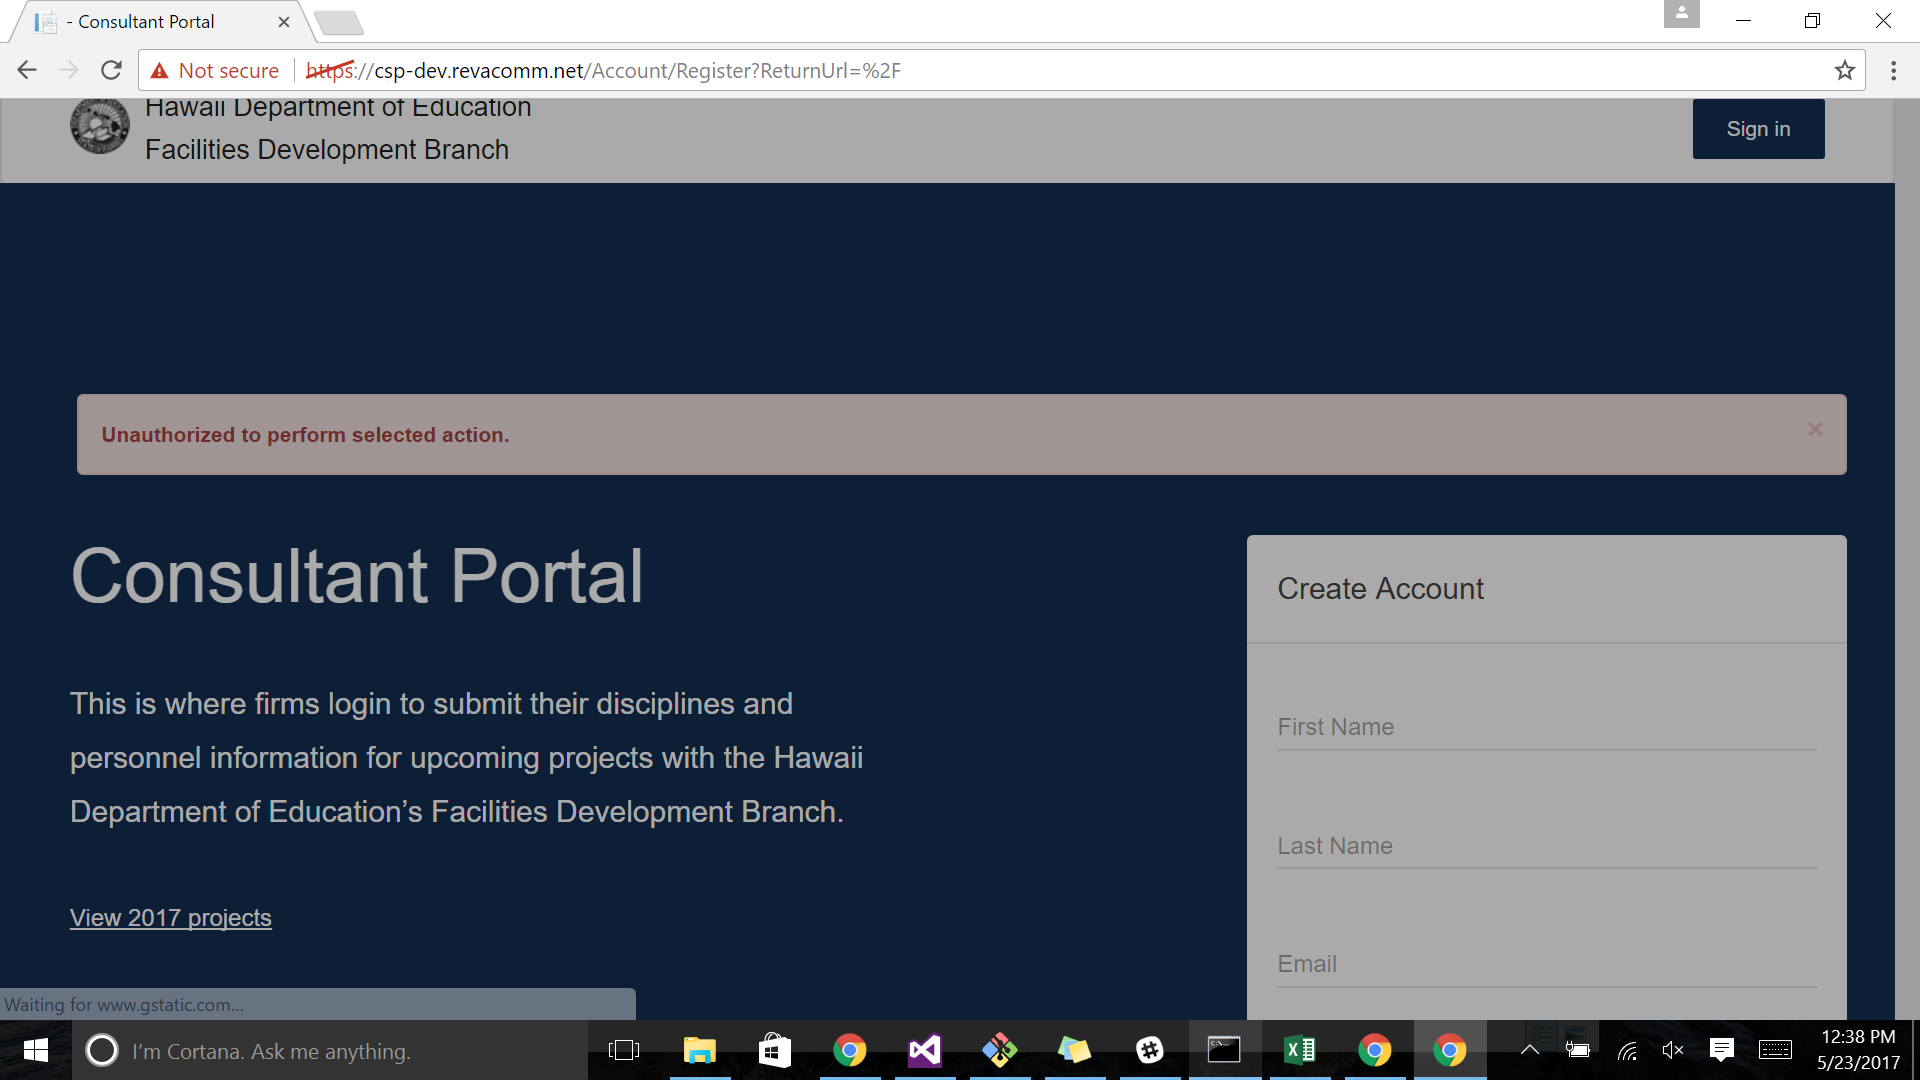 - Consultant Portal
Not secure https://csp-dev.revacomm.net/Account/Register?ReturnUrl=%2F
Hawaii Department of Education
Facilities Development Branch
Sign in
Unauthorized to perform selected action.
×
Consultant Portal
Create Account
This is where firms login to submit their disciplines and
personnel information for upcoming projects with the Hawaii
Department of Education’s Facilities Development Branch.
First Name
Last Name
View 2017 projects
Email
Waiting for www.gstatic.com...
I'm Cortana. Ask me anything.
12:38 PM
5/23/2017